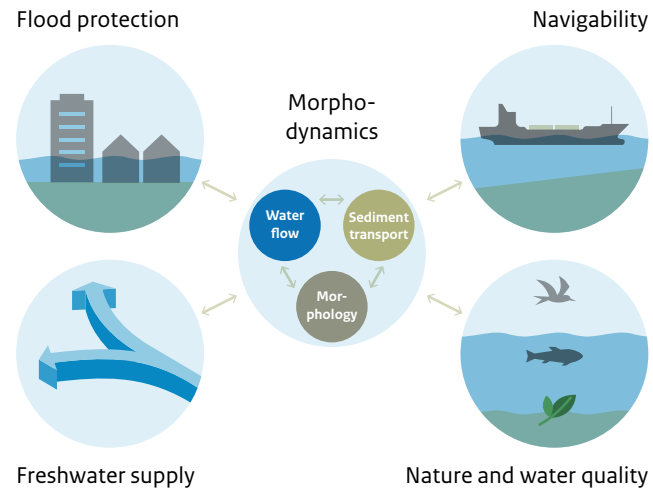 Flood protection
Navigability
Morpho-
dynamics
Water
flow
Sediment
transport
Mor-
phology
Freshwater supply
Nature and water quality